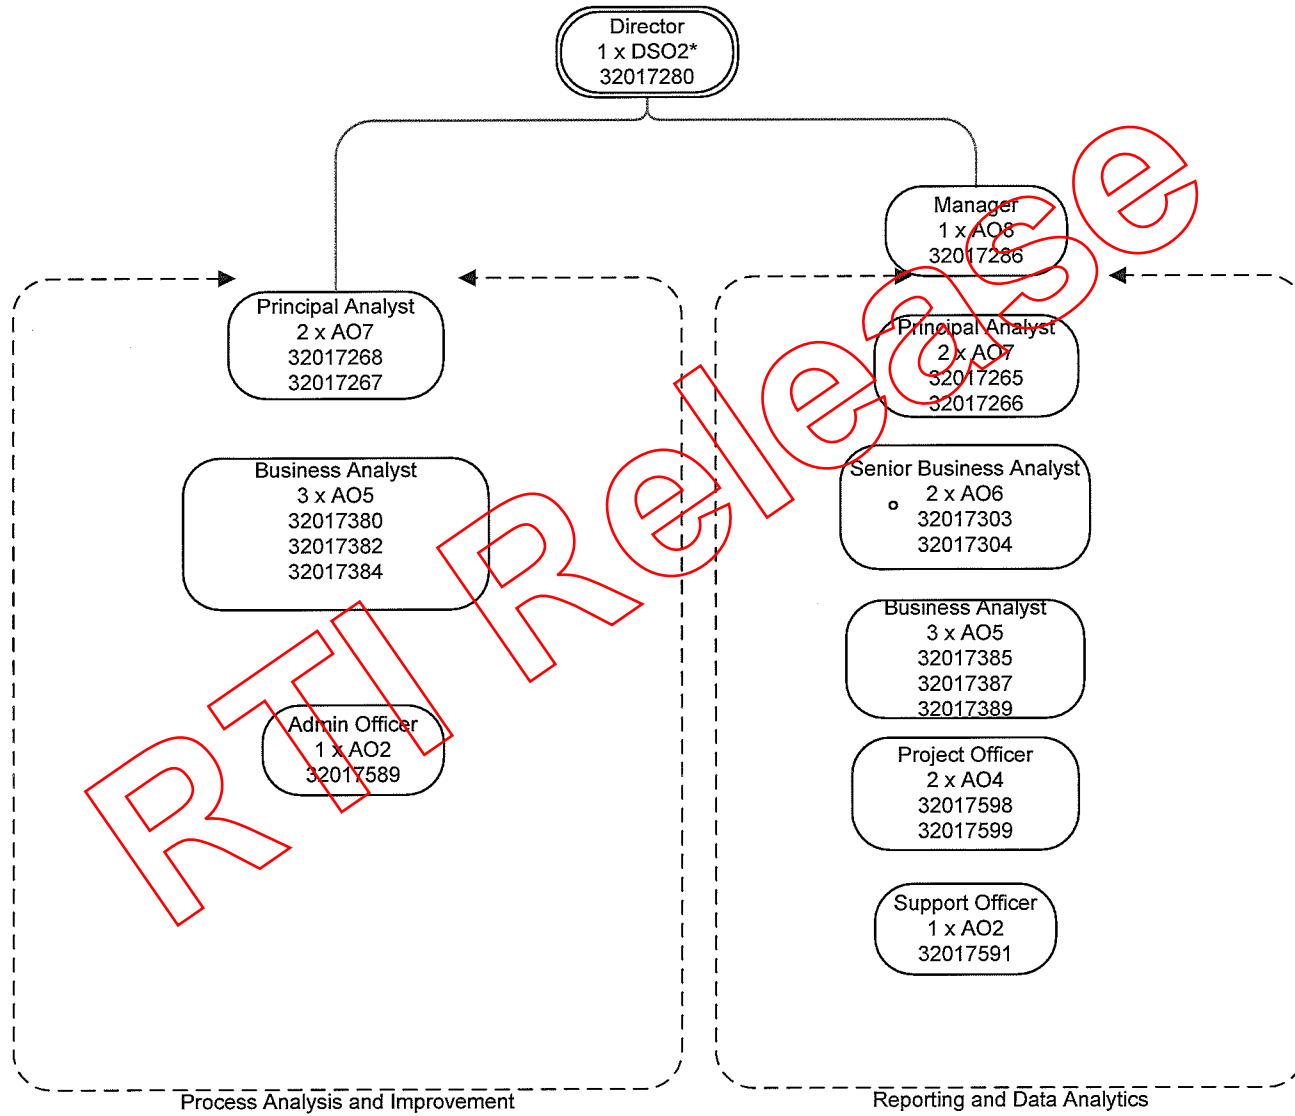 Director
1 x DSO2*
32017280
Manager
1 x AO8
32017286
Principal Analyst
2 x AO7
32017268
32017267
Business Analyst
3 x AO5
32017380
32017382
32017384
Admin Officer
1 x AO2
32017589
Process Analysis and Improvement
Principal Analyst
2 x AO7
32017265
32017266
Senior Business Analyst
2 x AO6
32017303
32017304
Business Analyst
3 x AO5
32017385
32017387
32017389
Project Officer
2 x AO4
32017598
32017599
Support Officer
1 x AO2
32017591
Reporting and Data Analytics
RTI Release